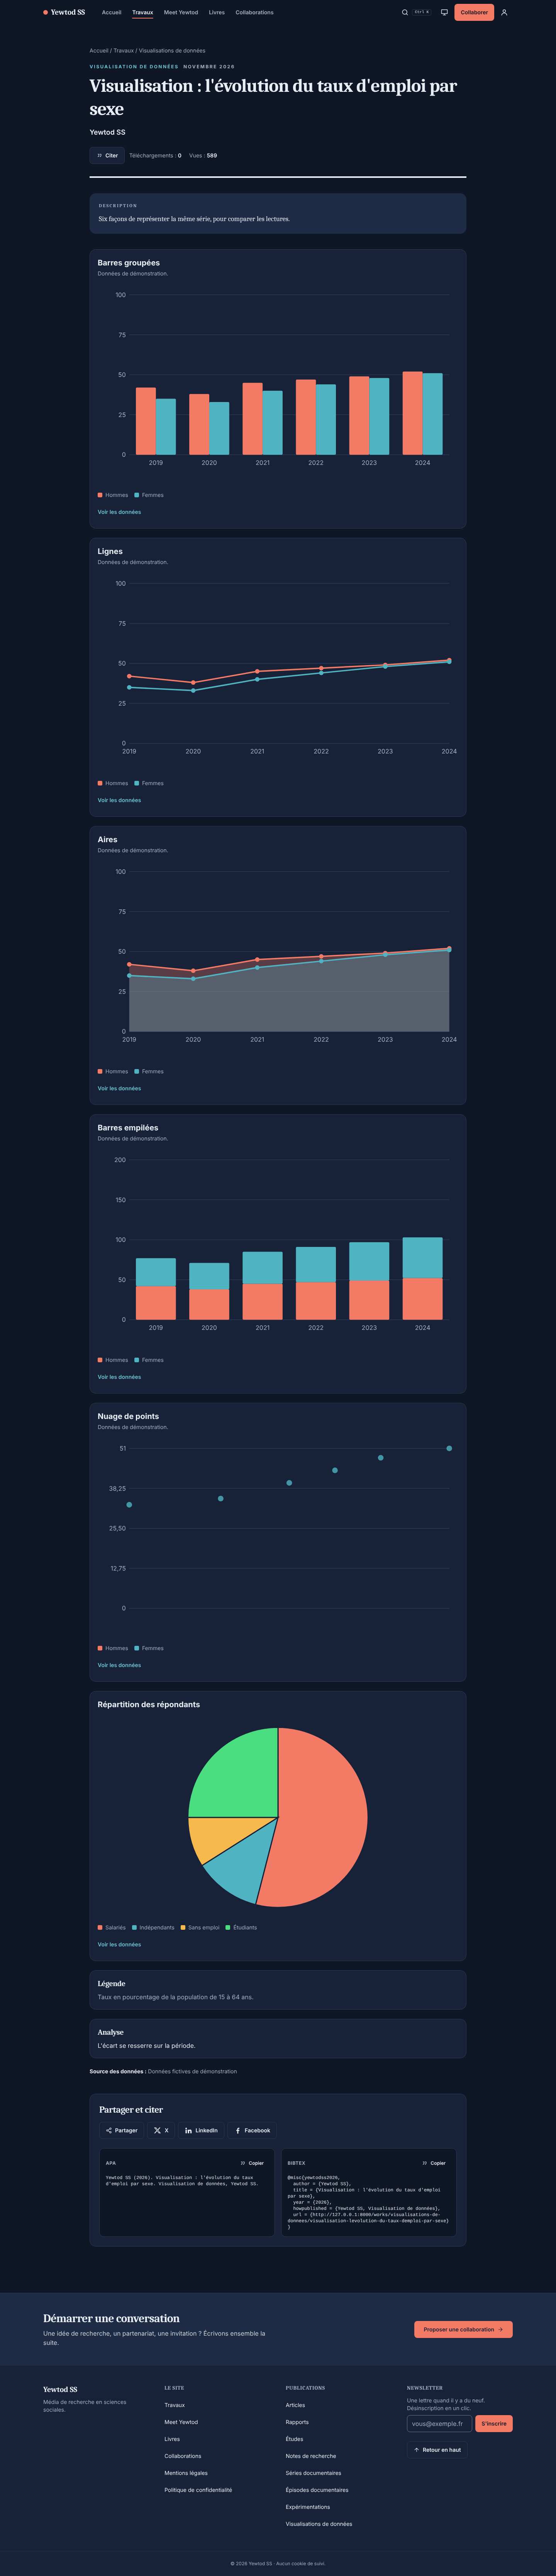 Yewtod SS
Accueil
Travaux
Meet Yewtod
Livres
Collaborations
Ctrl K
Collaborer
Accueil / Travaux / Visualisations de données
VISUALISATION DE DONNÉES NOVEMBRE 2026
Visualisation : l'évolution du taux d'emploi par
sexe
Yewtod SS
Citer
Téléchargements : 0
Vues : 589
DESCRIPTION
Six façons de représenter la même série, pour comparer les lectures.
Barres groupées
Données de démonstration.
100
75
50
25
0
2019 2020 2021 2022 2023 2024
Hommes Femmes
Voir les données
Lignes
Données de démonstration.
100
75
50
25
0
2019 2020 2021 2022 2023 2024
Hommes Femmes
Voir les données
Aires
Données de démonstration.
100
75
50
25
0
2019 2020 2021 2022 2023 2024
Hommes Femmes
Voir les données
Barres empilées
Données de démonstration.
200
150
100
50
0
2019 2020 2021 2022 2023 2024
Hommes Femmes
Voir les données
Nuage de points
Données de démonstration.
51
38,25
25,50
12,75
0
Hommes Femmes
Voir les données
Répartition des répondants
Salariés Indépendants Sans emploi Étudiants
Voir les données
Légende
Taux en pourcentage de la population de 15 à 64 ans.
Analyse
L'écart se resserre sur la période.
Source des données : Données fictives de démonstration
Partager et citer
Partager
X
LinkedIn
Facebook
APA
Copier
Yewtod SS (2026). Visualisation : l'évolution du taux
d'emploi par sexe. Visualisation de données, Yewtod SS.
BIBTEX
Copier
@misc{yewtodss2026,
author = {Yewtod SS},
title = {Visualisation : l'évolution du taux d'emploi
par sexe},
year = {2026},
howpublished = {Yewtod SS, Visualisation de données},
url = {http://127.0.0.1:8000/works/visualisations-de-
donnees/visualisation-levolution-du-taux-demploi-par-sexe}
}
Démarrer une conversation
Une idée de recherche, un partenariat, une invitation ? Écrivons ensemble la
suite.
Proposer une collaboration →
Yewtod SS
Média de recherche en sciences
sociales.
LE SITE
Travaux
Meet Yewtod
Livres
Collaborations
Mentions légales
Politique de confidentialité
PUBLICATIONS
Articles
Rapports
Études
Notes de recherche
Séries documentaires
Épisodes documentaires
Expérimentations
Visualisations de données
NEWSLETTER
Une lettre quand il y a du neuf.
Désinscription en un clic.
vous@exemple.fr
S'inscrire
↑ Retour en haut
© 2026 Yewtod SS · Aucun cookie de suivi.